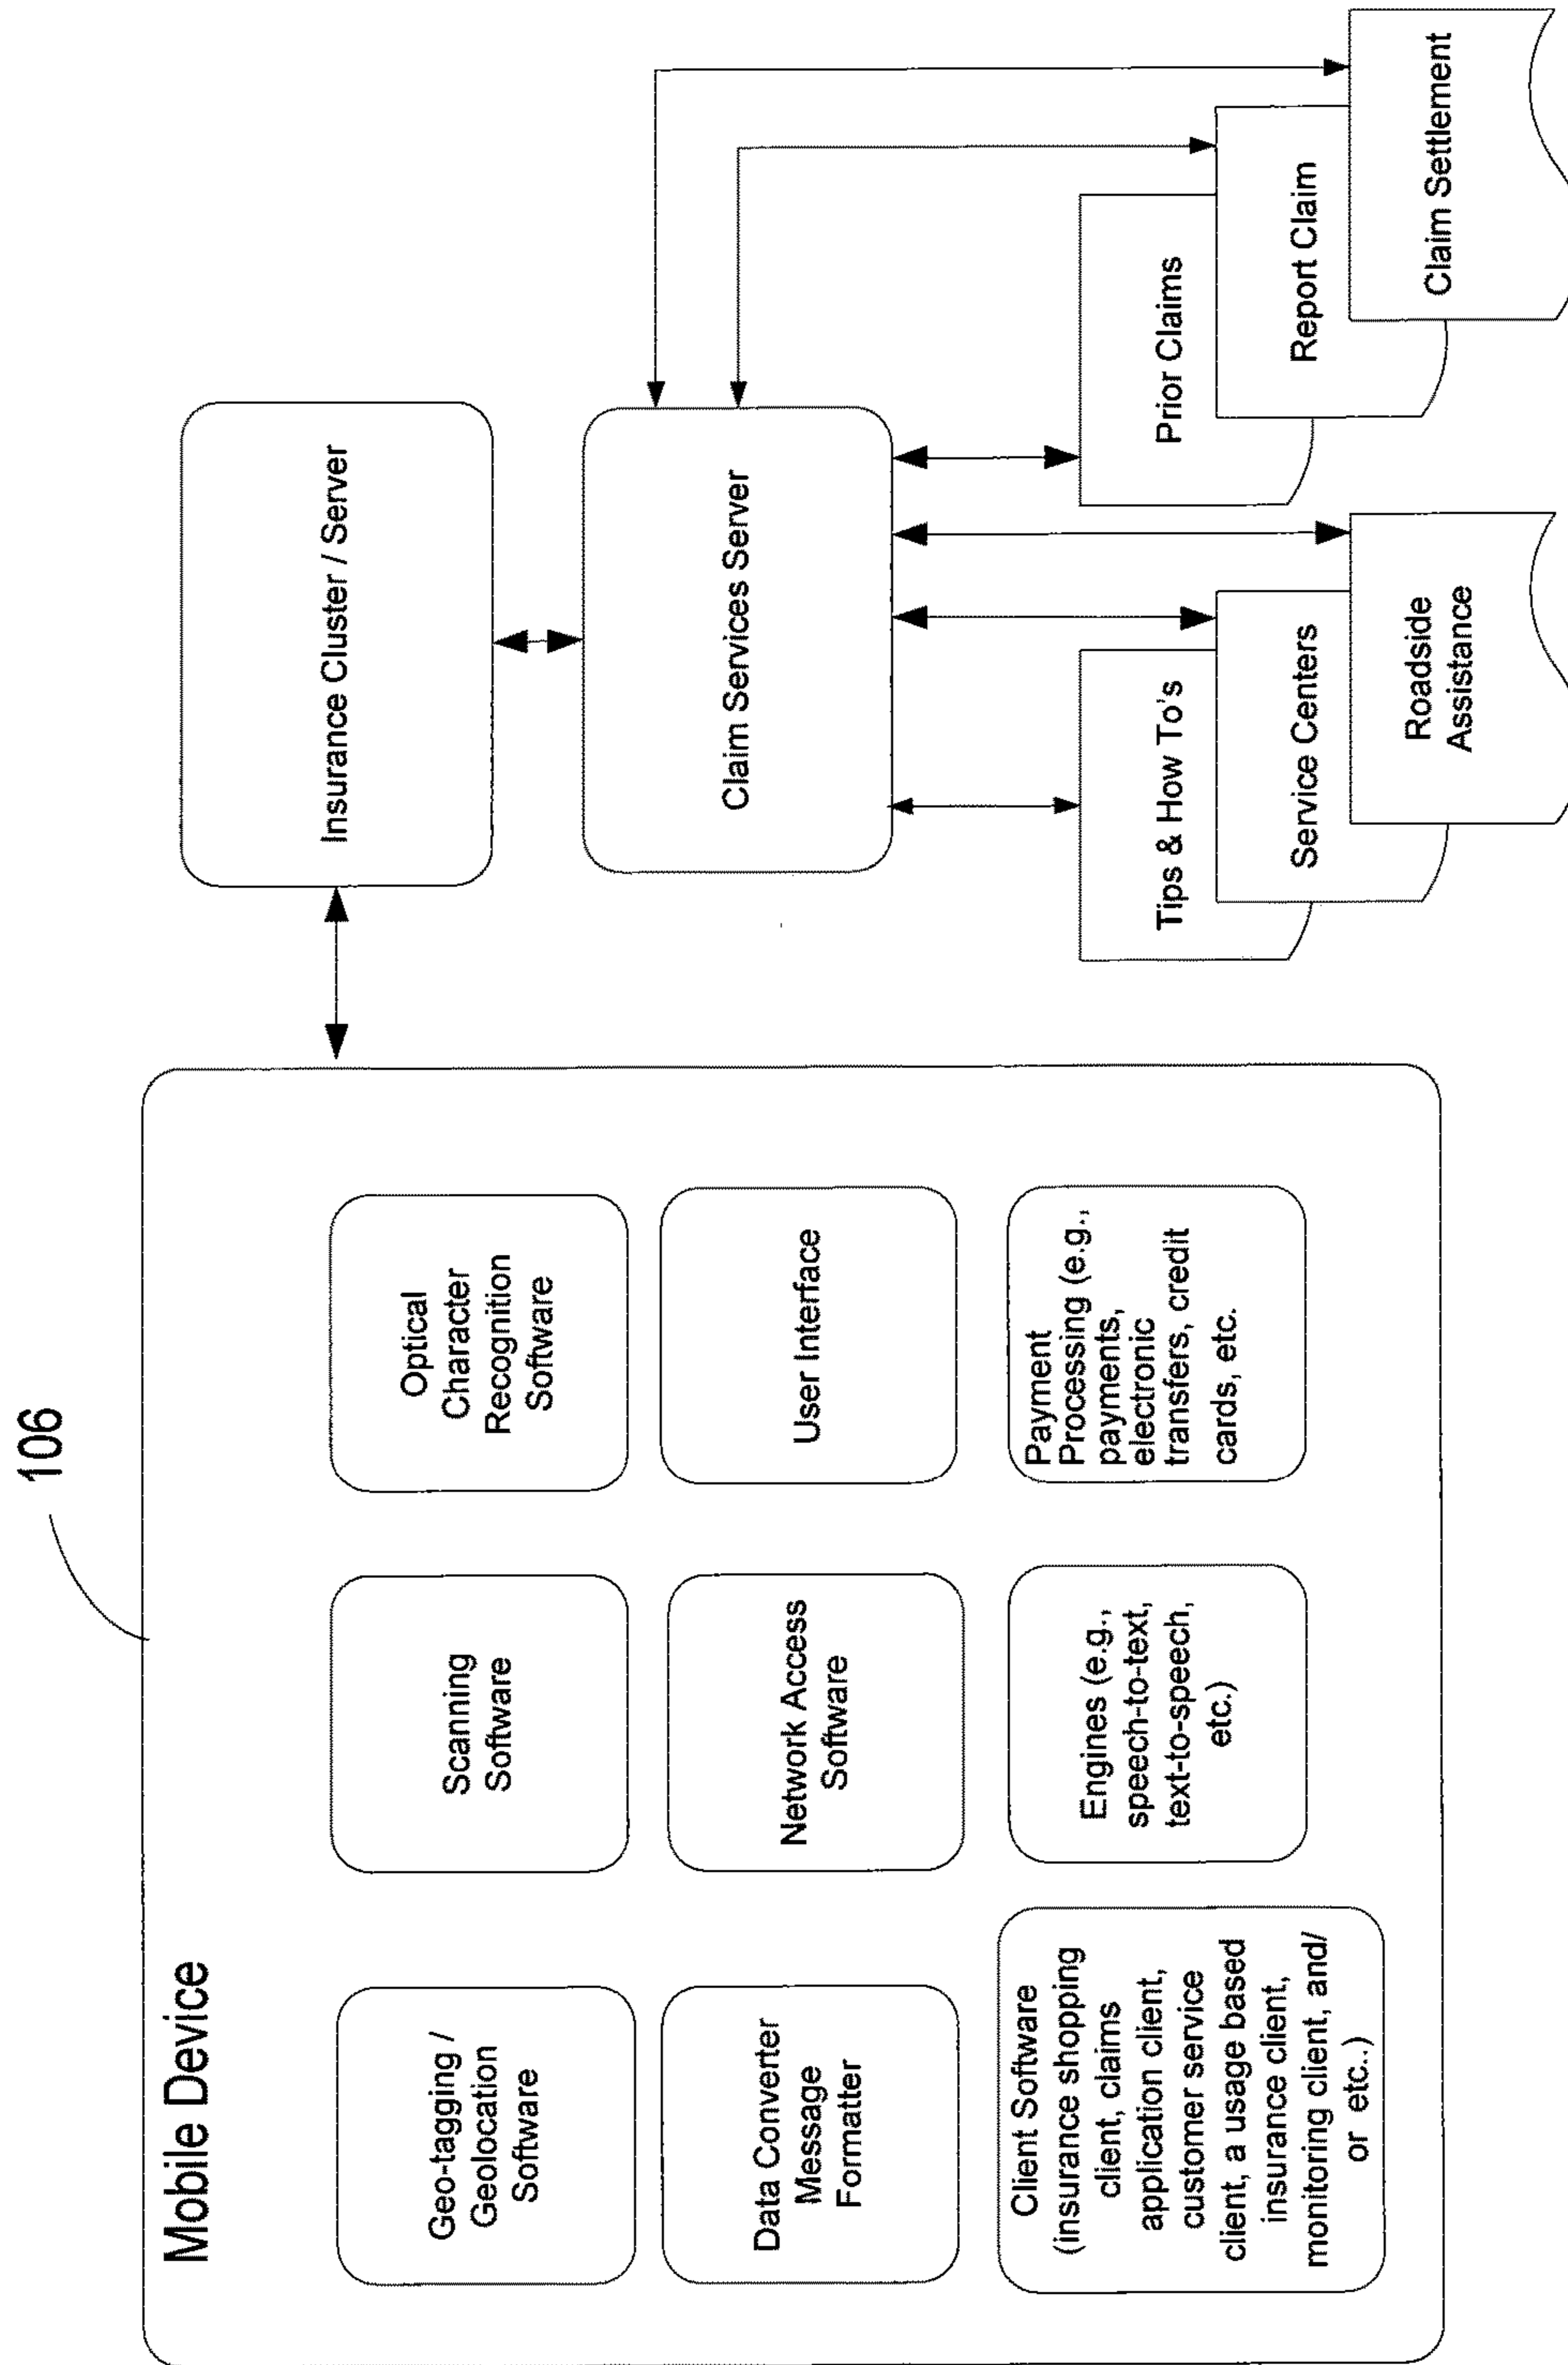 106
Mobile Device
Geo-tagging /
Geolocation
Software
Scanning
Software
Optical
Character
Recognition
Software
Data Converter
Message
Formatter
Network Access
Software
User Interface
Client Software
(insurance shopping
client, claims
application client,
customer service
client, a usage based
insurance client,
monitoring client, and/
or etc..)
Engines (e.g.,
speech-to-text,
text-to-speech,
etc.)
Payment
Processing (e.g.,
payments,
electronic
transfers, credit
cards, etc.
Insurance Cluster / Server
Claim Services Server
Tips & How To's
Service Centers
Roadside
Assistance
Prior Claims
Report Claim
Claim Settlement